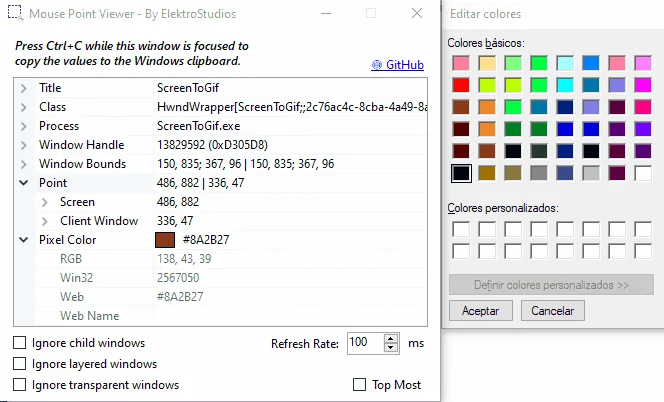 Mouse Point Viewer - By ElektroStudios
Press Ctrl+C while this window is focused to
copy the values to the Windows clipboard.
GitHub
Title ScreenToGif
Class HwndWrapper[ScreenToGif;;2c76ac4c-8cba-4a49-8a
Process ScreenToGif.exe
Window Handle 13829592 (0xD305D8)
Window Bounds 150, 835; 367, 96 | 150, 835; 367, 96
Point 486, 882 | 336, 47
Screen 486, 882
Client Window 336, 47
Pixel Color #8A2B27
RGB 138, 43, 39
Win32 2567050
Web #8A2B27
Web Name
Ignore child windows
Refresh Rate: 100 ms
Ignore layered windows
Ignore transparent windows
Top Most
Editar colores
Colores básicos:
Colores personalizados:
Definir colores personalizados >>
Aceptar
Cancelar